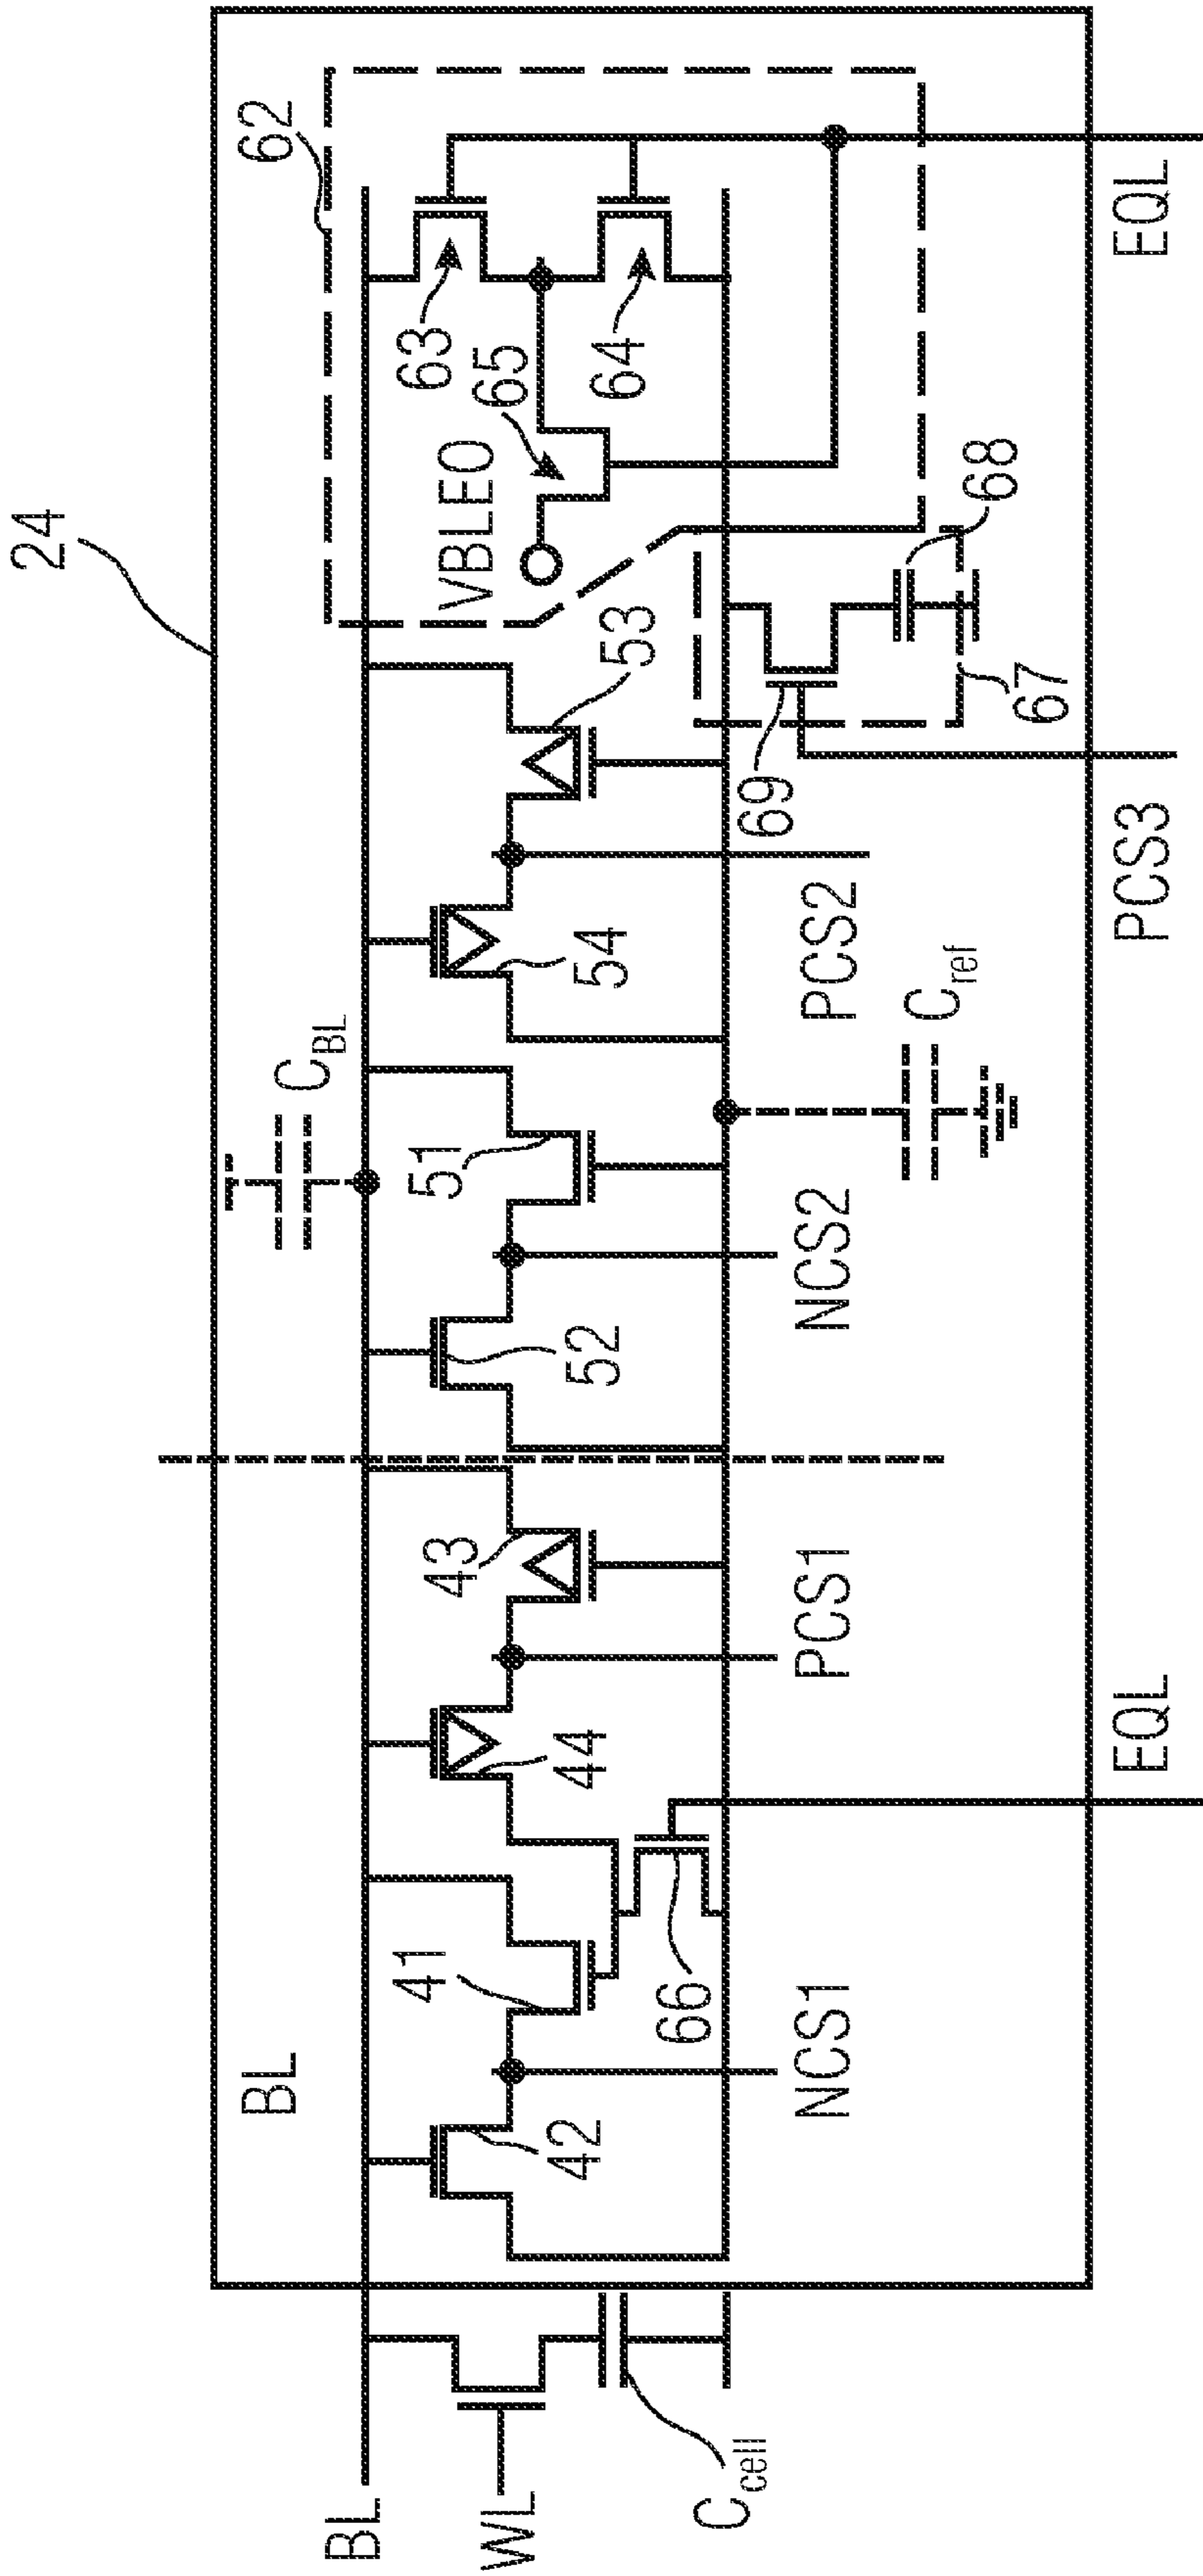 24
62
BL
C_BL
63
65
VBLEO
64
53
54
51
52
43
44
41
42
66
69
68
67
BL
WL
C_cell
NCS1
PCS1
NCS2
PCS2
C_ref
EQL
PCS3
EQL